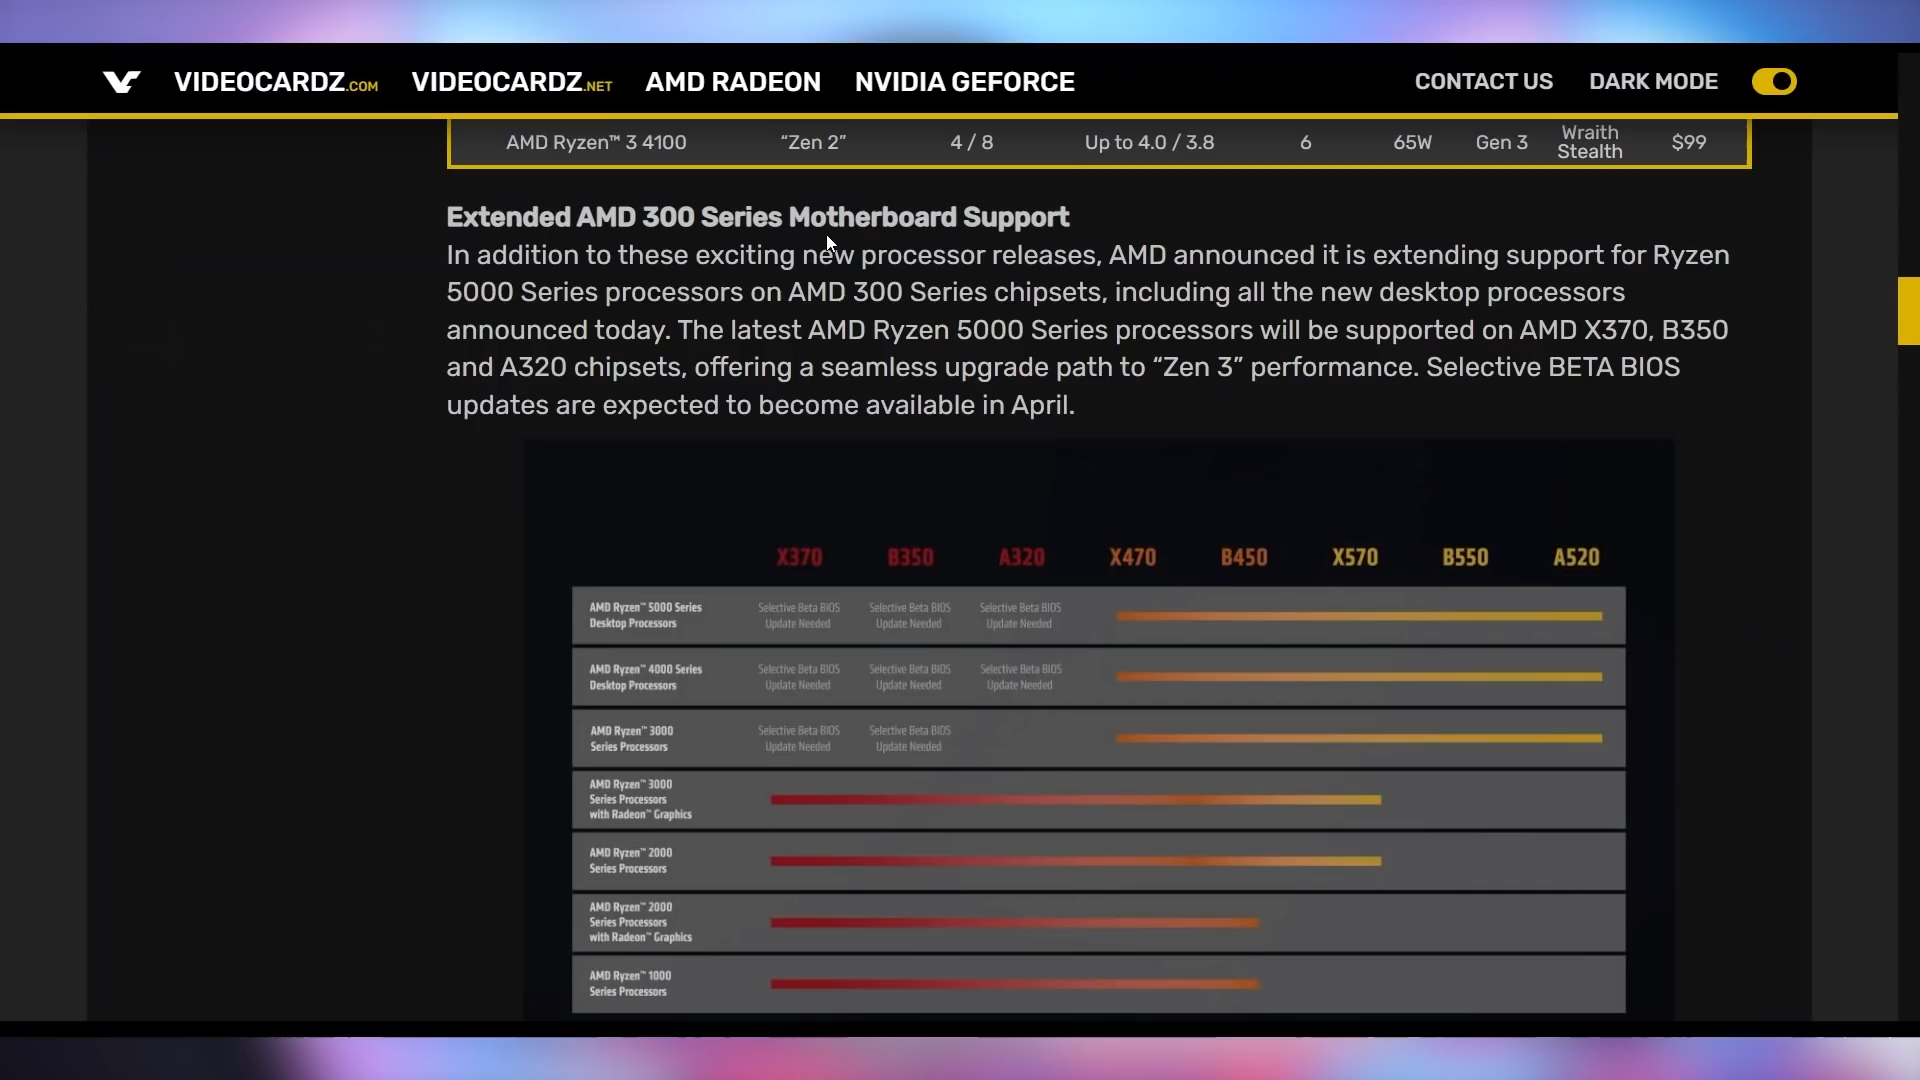 VIDEOCARDZ.COM VIDEOCARDZ.NET AMD RADEON NVIDIA GEFORCE CONTACT US DARK MODE
AMD Ryzen™ 3 4100 “Zen 2” 4 / 8 Up to 4.0 / 3.8 6 65W Gen 3 Wraith Stealth $99
Extended AMD 300 Series Motherboard Support
In addition to these exciting new processor releases, AMD announced it is extending support for Ryzen
5000 Series processors on AMD 300 Series chipsets, including all the new desktop processors
announced today. The latest AMD Ryzen 5000 Series processors will be supported on AMD X370, B350
and A320 chipsets, offering a seamless upgrade path to “Zen 3” performance. Selective BETA BIOS
updates are expected to become available in April.
X370 B350 A320 X470 B450 X570 B550 A520
AMD Ryzen™ 5000 Series Selective Beta BIOS Selective Beta BIOS Selective Beta BIOS
Desktop Processors Update Needed Update Needed Update Needed
AMD Ryzen™ 4000 Series Selective Beta BIOS Selective Beta BIOS Selective Beta BIOS
Desktop Processors Update Needed Update Needed Update Needed
AMD Ryzen™ 3000 Selective Beta BIOS Selective Beta BIOS
Series Processors Update Needed Update Needed
AMD Ryzen™ 3000
Series Processors
with Radeon™ Graphics
AMD Ryzen™ 2000
Series Processors
AMD Ryzen™ 2000
Series Processors
with Radeon™ Graphics
AMD Ryzen™ 1000
Series Processors